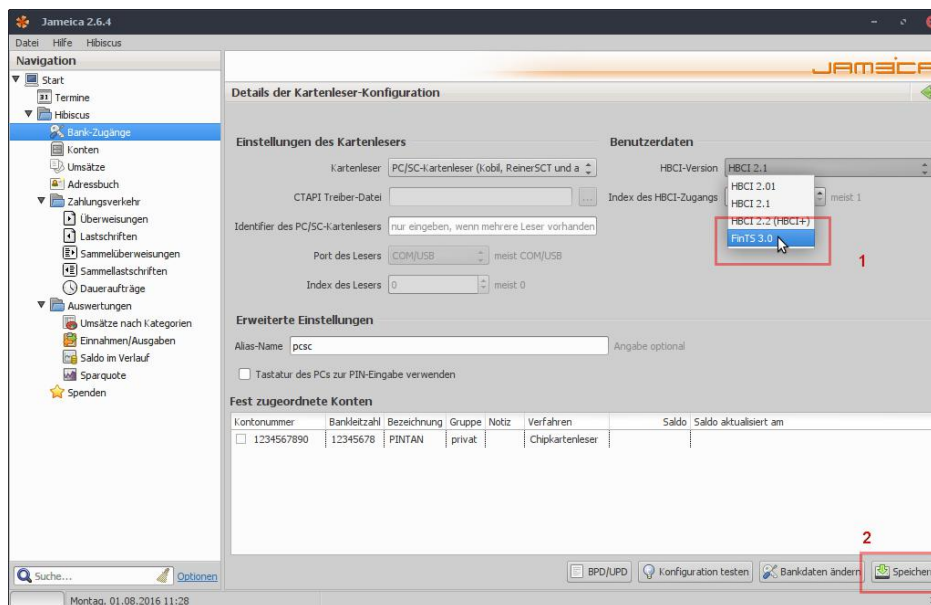 Jameica 2.6.4
Datei Hilfe Hibiscus
Navigation
Start
31 Termine
Hibiscus
Bank-Zugänge
Konten
Umsätze
Adressbuch
Zahlungsverkehr
Überweisungen
Lastschriften
Sammelüberweisungen
Sammellastschriften
Daueraufträge
Auswertungen
Umsätze nach Kategorien
Einnahmen/Ausgaben
Saldo im Verlauf
Sparquote
Spenden
Suche...
Optionen
JAMEICA
Details der Kartenleser-Konfiguration
Einstellungen des Kartenlesers
Kartenleser PC/SC-Kartenleser (Kobil, ReinerSCT und a
CTAPI Treiber-Datei ...
Identifier des PC/SC-Kartenlesers nur eingeben, wenn mehrere Leser vorhanden
Port des Lesers COM/USB meist COM/USB
Index des Lesers 0 meist 0
Benutzerdaten
HBCI-Version HBCI 2.1
Index des HBCI-Zugangs meist 1
HBCI 2.01
HBCI 2.1
HBCI 2.2 (HBCI+)
FinTS 3.0
1
Erweiterte Einstellungen
Alias-Name pcsc Angabe optional
Tastatur des PCs zur PIN-Eingabe verwenden
Fest zugeordnete Konten
Kontonummer Bankleitzahl Bezeichnung Gruppe Notiz Verfahren Saldo Saldo aktualisiert am
1234567890 12345678 PINTAN privat Chipkartenleser
2
BPD/UPD Konfiguration testen Bankdaten ändern Speicher
Montag, 01.08.2016 11:28